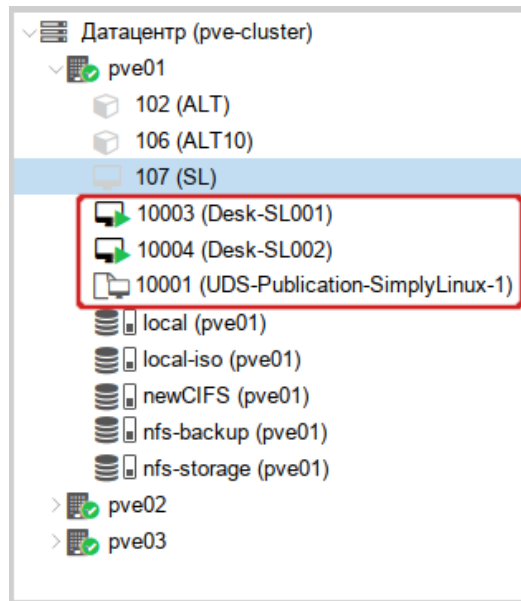 Датацентр (pve-cluster)
pve01
102 (ALT)
106 (ALT10)
107 (SL)
10003 (Desk-SL001)
10004 (Desk-SL002)
10001 (UDS-Publication-SimplyLinux-1)
local (pve01)
local-iso (pve01)
newCIFS (pve01)
nfs-backup (pve01)
nfs-storage (pve01)
pve02
pve03